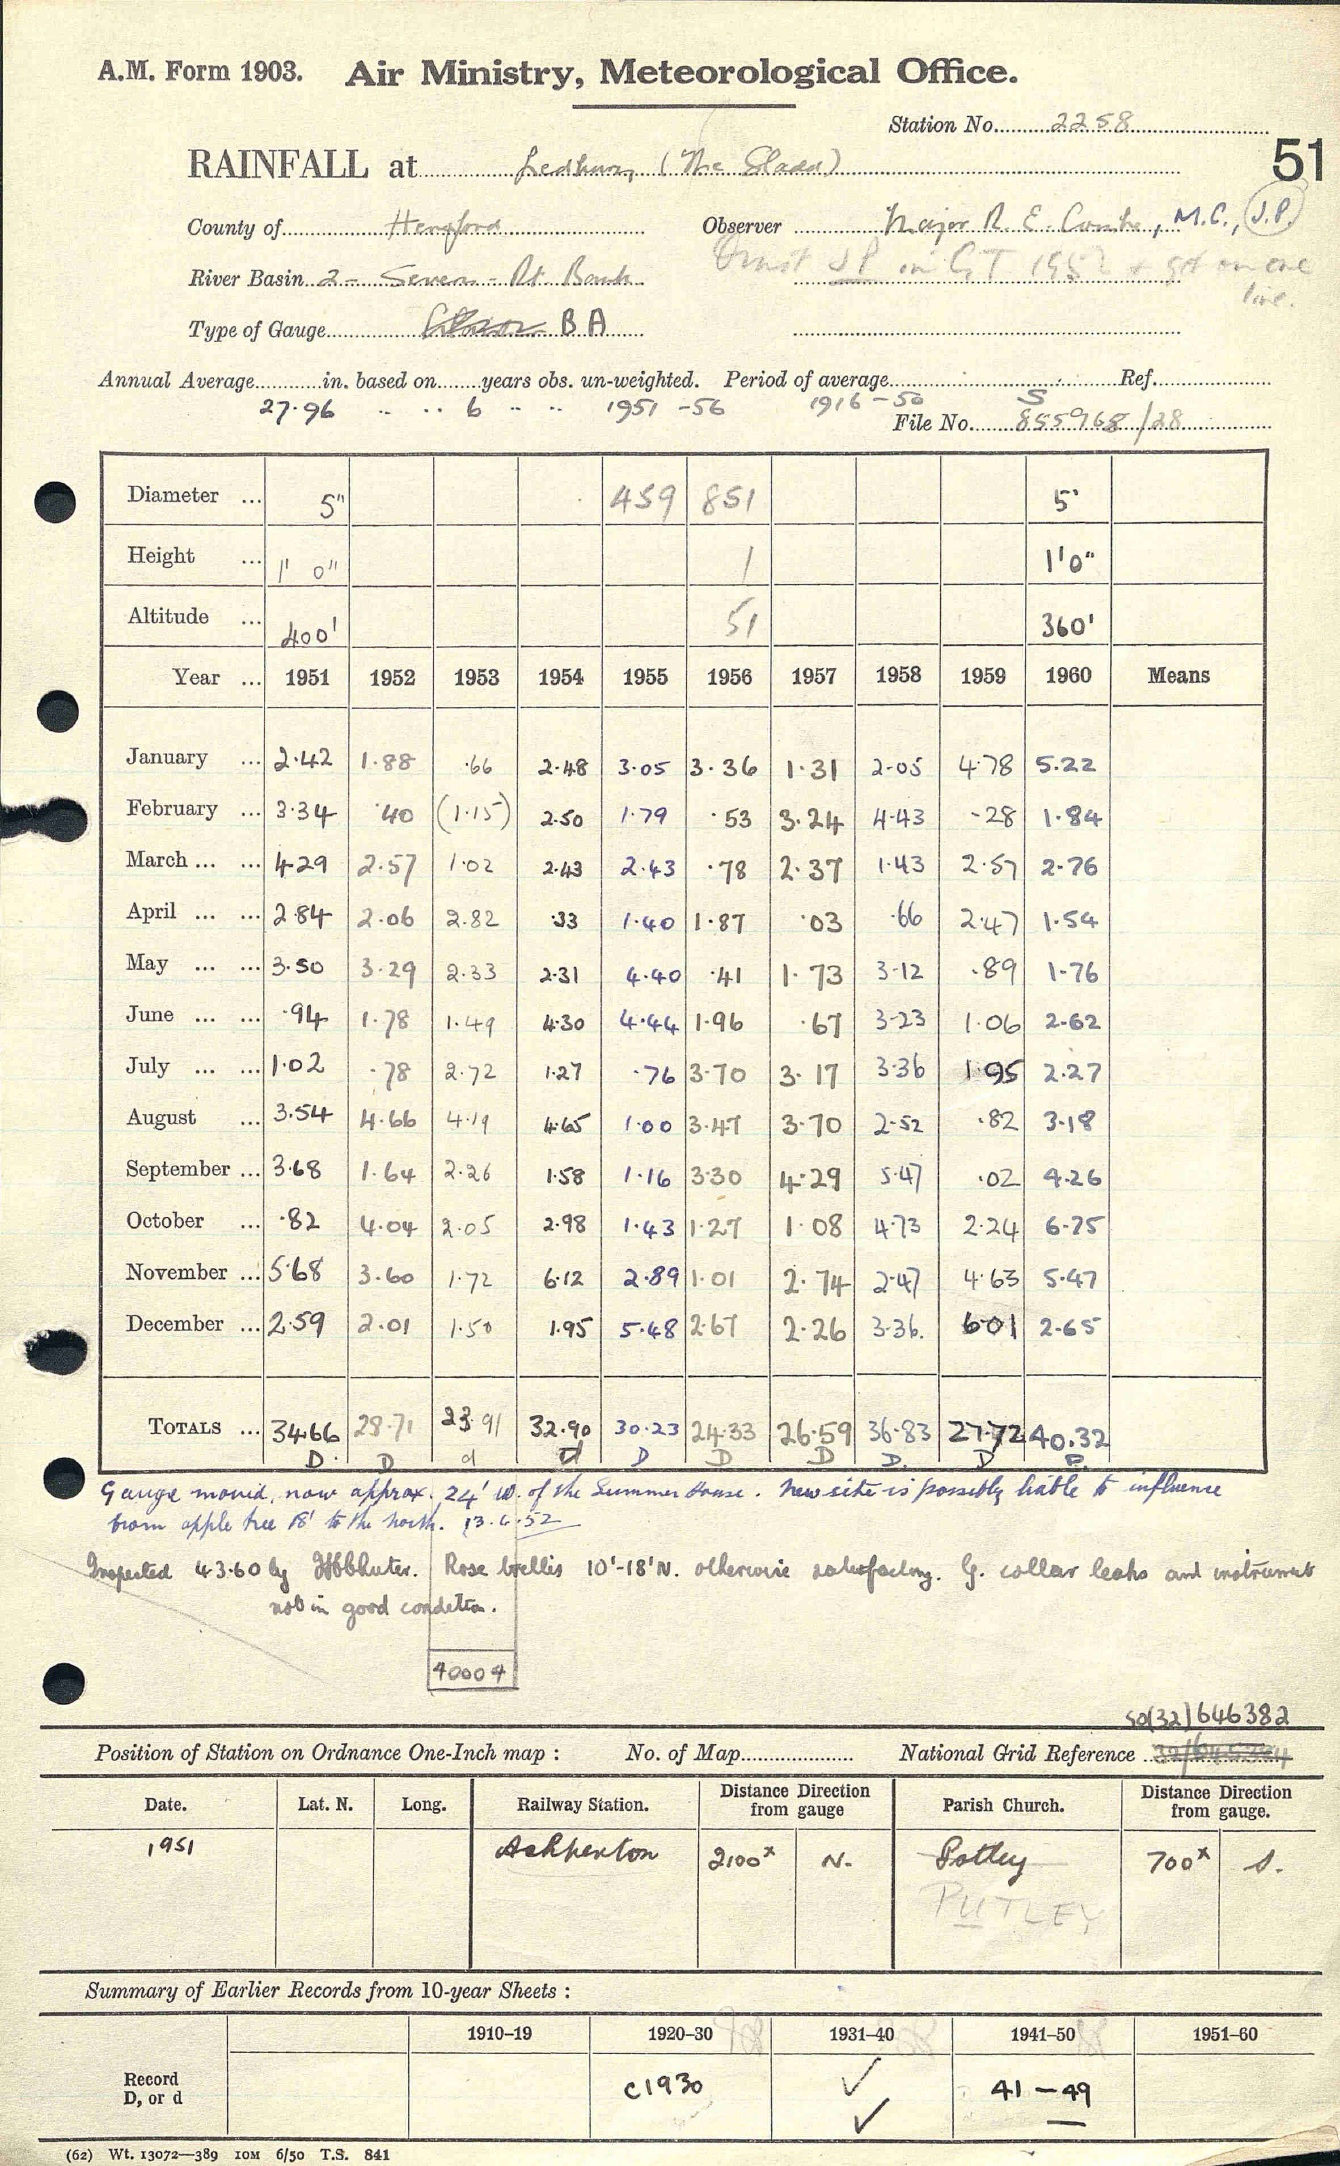 A.M. Form 1903. Air Ministry, Meteorological Office.
Station No. 2258
51
RAINFALL at Ledbury, (The Glade)
County of Hereford Observer Major R. E. Combe, M.C., J.P.
JP in 1952 + get on one line.
River Basin 2 - Severn - Rt Bank
Type of Gauge BA
Annual Average in. based on years obs. un-weighted. Period of average Ref.
27.96 .. .. 6 .. .. 1951-56 1916-50 S
File No. 855968/28
Diameter ... 5" 459 851 5'
Height ... 1' 0" 1 1'0"
Altitude ... 400' 51 360'
Year ... 1951 1952 1953 1954 1955 1956 1957 1958 1959 1960 Means
January ... 2.42 1.88 .66 2.48 3.05 3.36 1.31 2.05 4.78 5.22
February ... 3.34 .40 (1.15) 2.50 1.79 .53 3.24 4.43 .28 1.84
March ... ... 4.29 2.57 1.02 2.43 2.43 .78 2.37 1.43 2.57 2.76
April ... ... 2.84 2.06 2.82 .33 1.40 1.87 .03 .66 2.47 1.54
May ... ... 3.50 3.29 2.33 2.31 4.40 .41 1.73 3.12 .89 1.76
June ... ... .94 1.78 1.49 4.30 4.44 1.96 .67 3.23 1.06 2.62
July ... ... 1.02 .78 2.72 1.27 .76 3.70 3.17 3.36 1.95 2.27
August ... 3.54 4.66 4.19 4.65 1.00 3.47 3.70 2.52 .82 3.18
September ... 3.68 1.64 2.26 1.58 1.16 3.30 4.29 5.47 .02 4.26
October ... .82 4.04 2.05 2.98 1.43 1.27 1.08 4.73 2.24 6.75
November ... 5.68 3.60 1.72 6.12 2.89 1.01 2.74 2.47 4.63 5.47
December ... 2.59 2.01 1.50 1.95 5.48 2.67 2.26 3.36. 6.01 2.65
TOTALS ... 34.66 28.71 23.91 32.90 30.23 24.33 26.59 36.83 27.72 40.32
D. D d d D D D D. D D.
Gauge moved, now approx. 24' W. of the Summer House. New site is possibly liable to influence
from apple tree 18' to the north. 13.6.52
Inspected 4.3.60 by Rose trellis 10'-18' N. otherwise satisfactory. G. collar leaks and instrument
not in good condition.
40004
SO(32)646382
Position of Station on Ordnance One-Inch map : No. of Map National Grid Reference
Date. Lat. N. Long. Railway Station. Distance Direction from gauge Parish Church. Distance Direction from gauge.
1951 Ashperton 2100x N. Potley 700x S.
PUTLEY
Summary of Earlier Records from 10-year Sheets :
1910–19 1920–30 1931–40 1941–50 1951–60
Record
D, or d c1930 ✓ 41 - 49
✓
(62) Wt. 13072—389 10M 6/50 T.S. 841